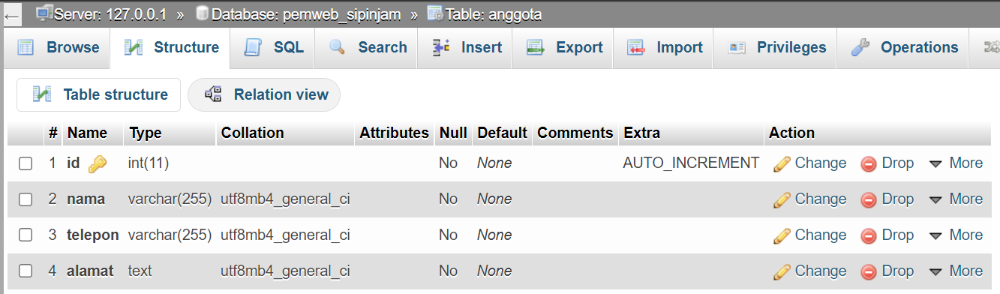 Server: 127.0.0.1 » Database: pemweb_sipinjam » Table: anggota
Browse Structure SQL Search Insert Export Import Privileges Operations
Table structure Relation view
# Name Type Collation Attributes Null Default Comments Extra Action
1 id int(11) No None AUTO_INCREMENT Change Drop More
2 nama varchar(255) utf8mb4_general_ci No None Change Drop More
3 telepon varchar(255) utf8mb4_general_ci No None Change Drop More
4 alamat text utf8mb4_general_ci No None Change Drop More